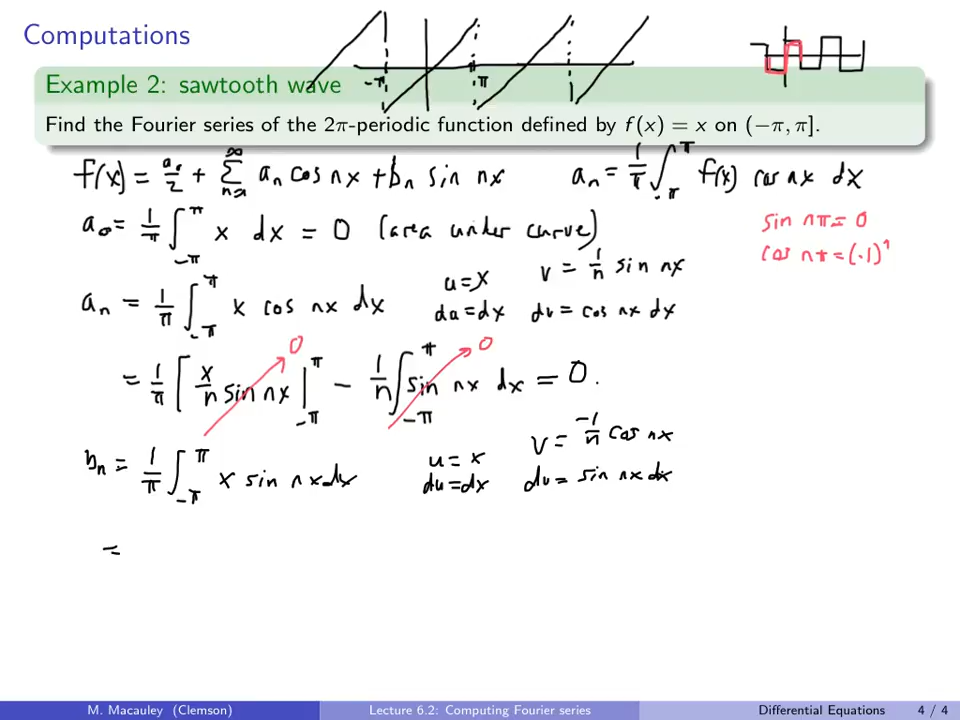 Computations
-π π
Example 2: sawtooth wave
Find the Fourier series of the 2π-periodic function defined by f(x) = x on (−π, π].
f(x) = a₀/2 + ∑_{n=1}^{∞} aₙ cos nx + bₙ sin nx    aₙ = 1/π ∫_{-π}^{π} f(x) cos nx dx
a₀ = 1/π ∫_{-π}^{π} x dx = 0 (area under curve)
sin nπ = 0
cos nπ = (-1)ⁿ
aₙ = 1/π ∫_{-π}^{π} x cos nx dx
u = x    v = 1/n sin nx
du = dx    dv = cos nx dx
= 1/π [ x/n sin nx |_{-π}^{π} − 1/n ∫_{-π}^{π} sin nx dx = 0.
0 0
bₙ = 1/π ∫_{-π}^{π} x sin nx dx
u = x    v = -1/n cos nx
du = dx    dv = sin nx dx
=
M. Macauley (Clemson)    Lecture 6.2: Computing Fourier series    Differential Equations    4 / 4